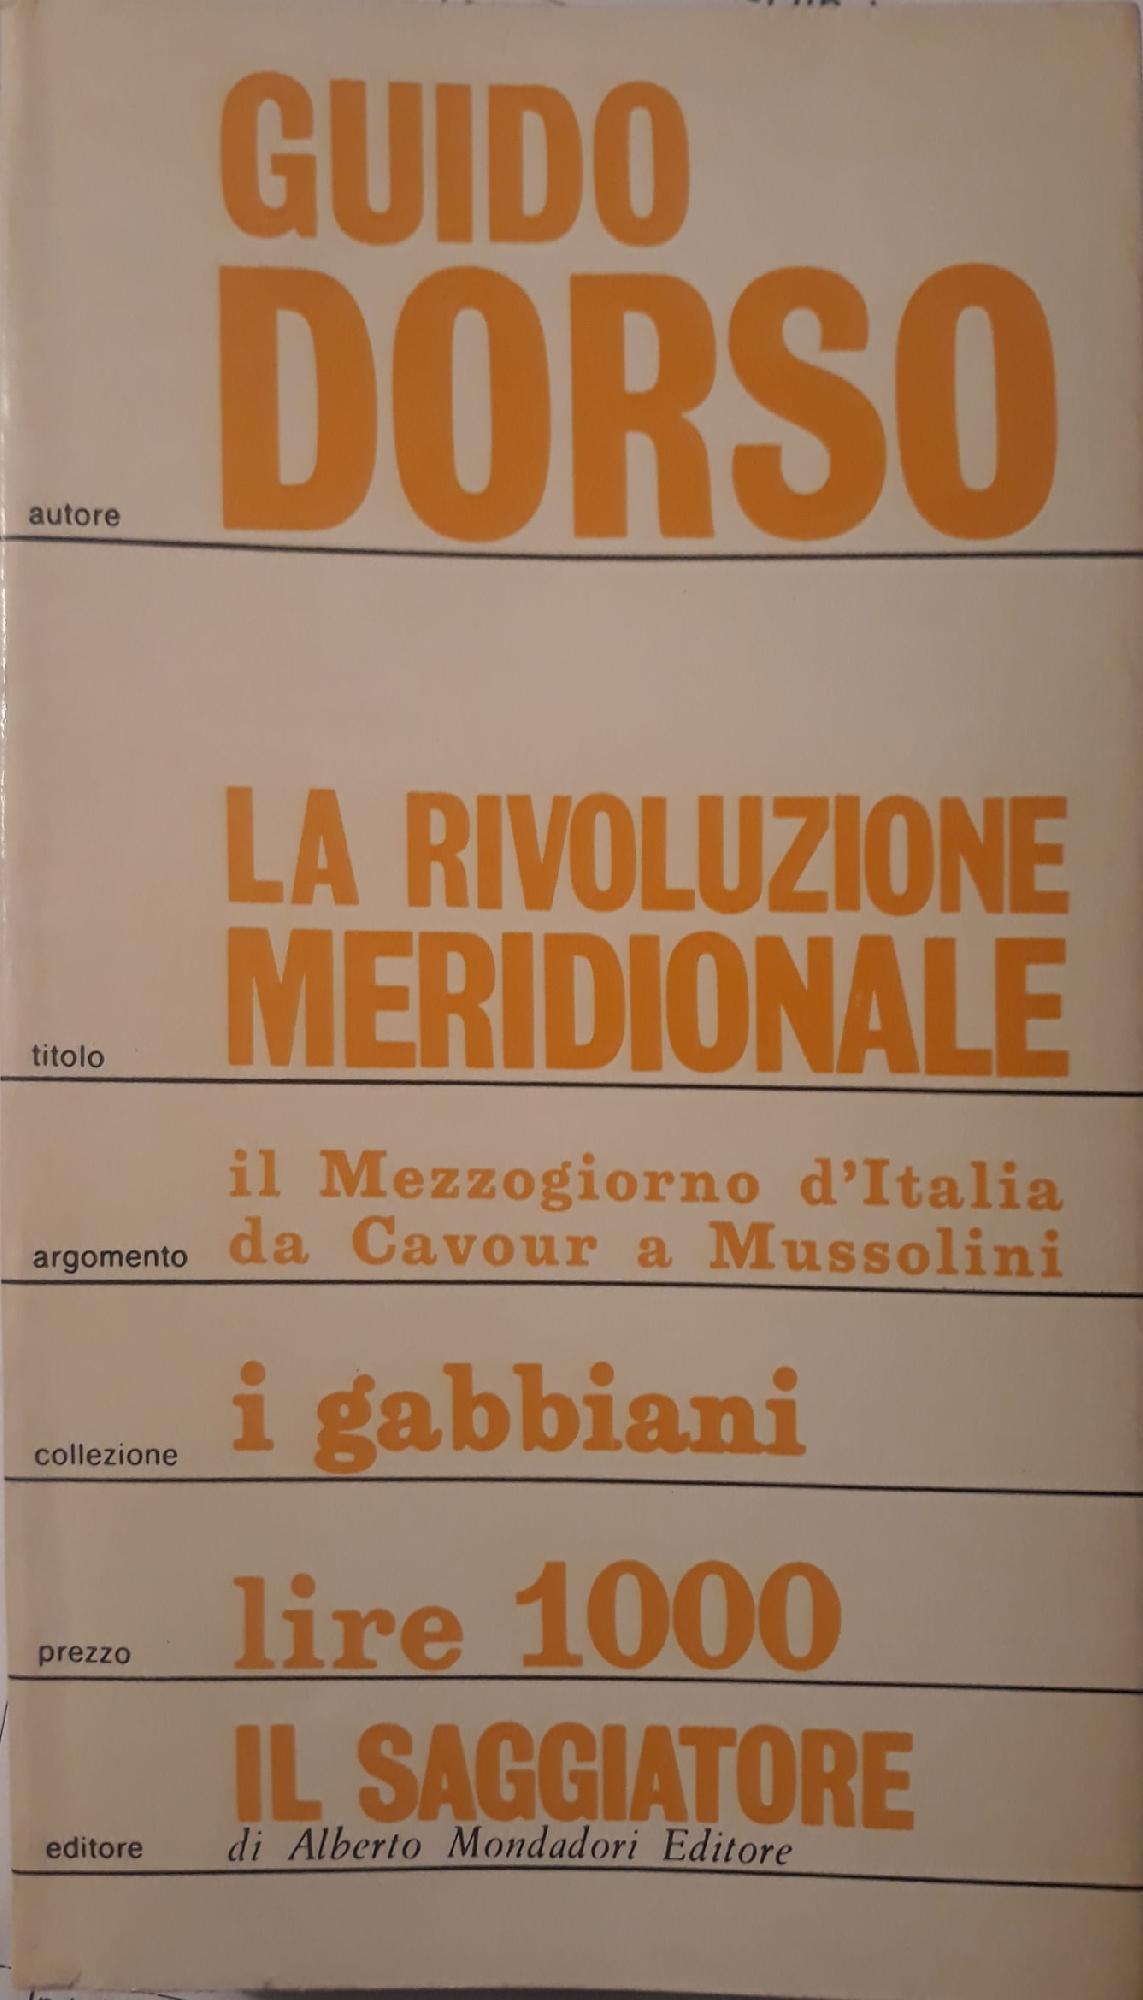 GUIDO
autore DORSO
LA RIVOLUZIONE
titolo MERIDIONALE
il Mezzogiorno d'Italia
argomento da Cavour a Mussolini
collezione i gabbiani
prezzo lire 1000
IL SAGGIATORE
editore di Alberto Mondadori Editore